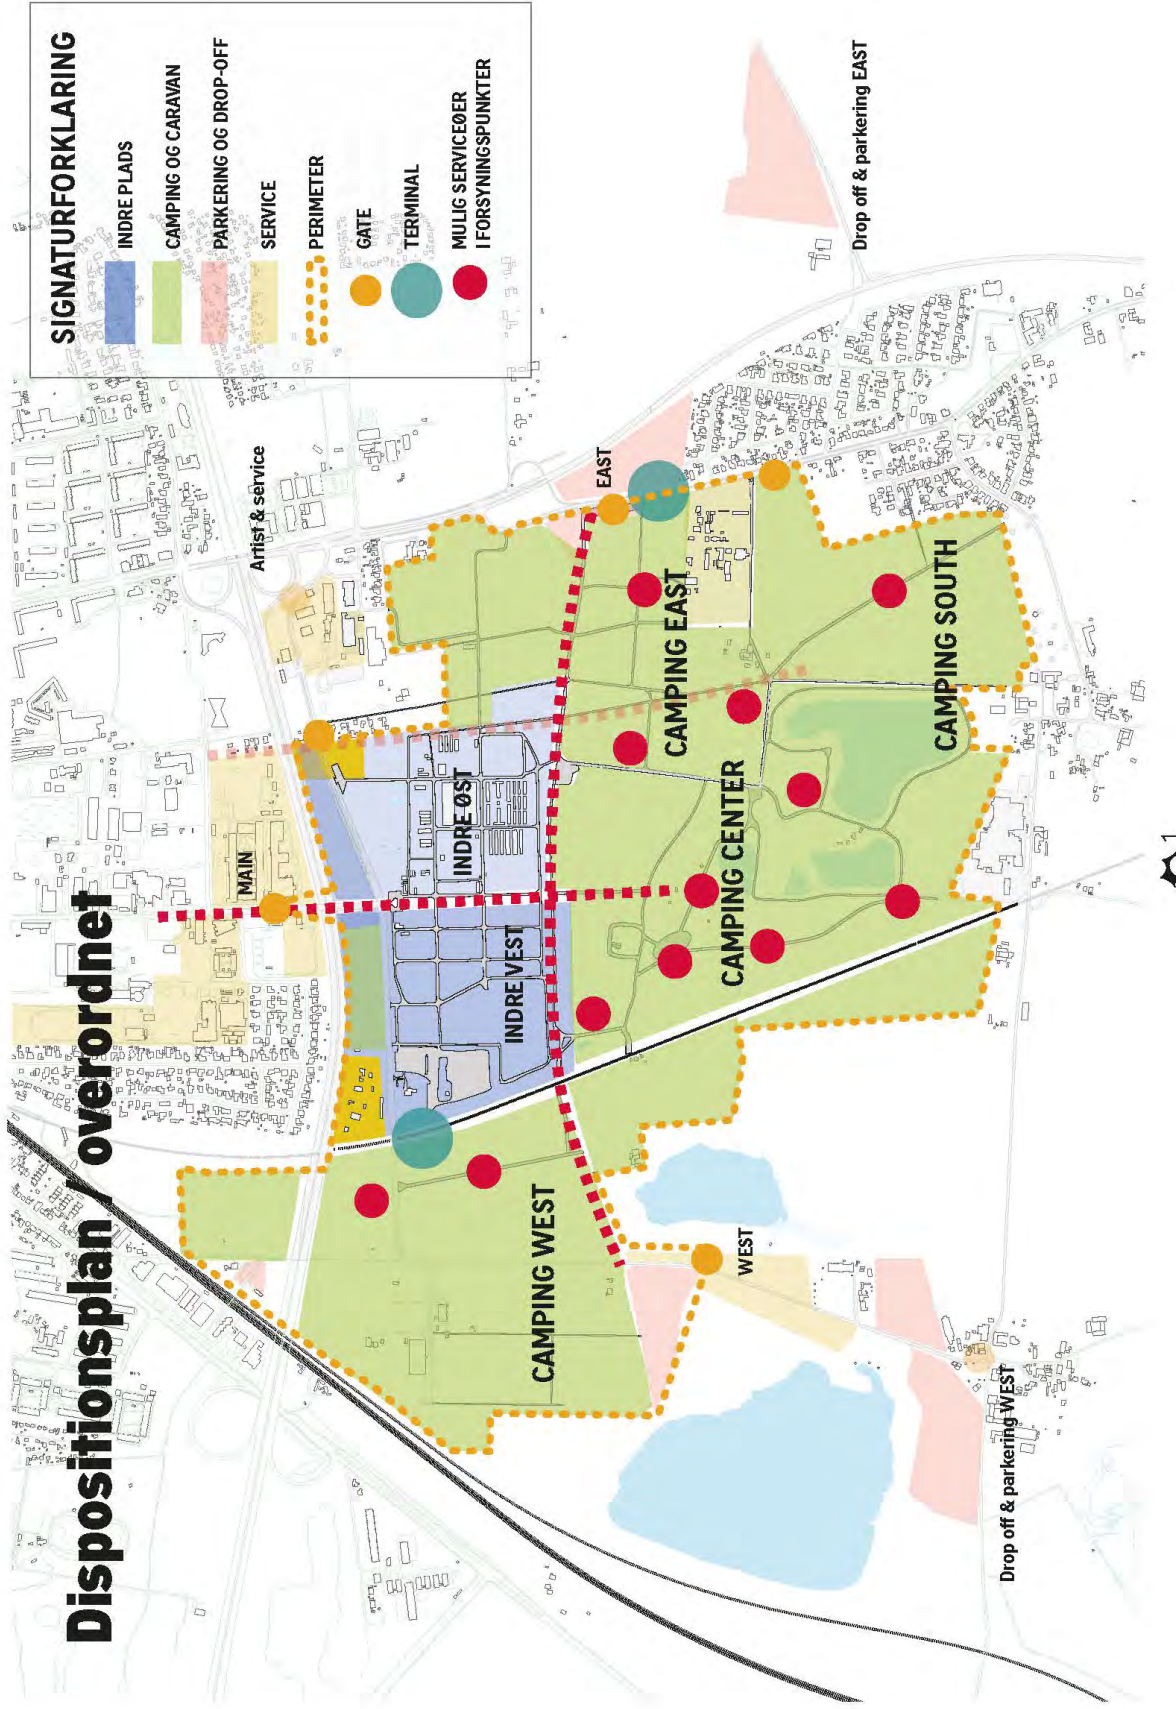 Dispositionsplan / overordnet
SIGNATURFORKLARING
INDRE PLADS
CAMPING OG CARAVAN
PARKERING OG DROP-OFF
SERVICE
PERIMETER
GATE
TERMINAL
MULIG SERVICEØER
I FORSYNINGSPUNKTER
Artist & service
MAIN
EAST
Drop off & parkering EAST
INDRE ØST
INDRE VEST
CAMPING EAST
CAMPING CENTER
CAMPING SOUTH
CAMPING WEST
WEST
Drop off & parkering WEST
1